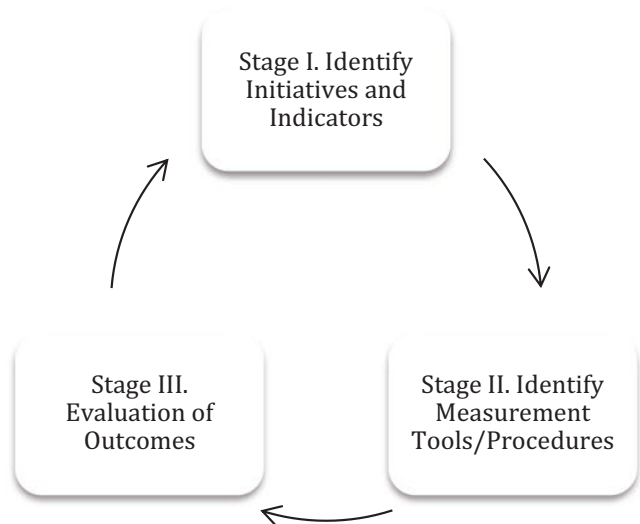 Stage I. Identify
Initiatives and
Indicators
Stage III.
Evaluation of
Outcomes
Stage II. Identify
Measurement
Tools/Procedures